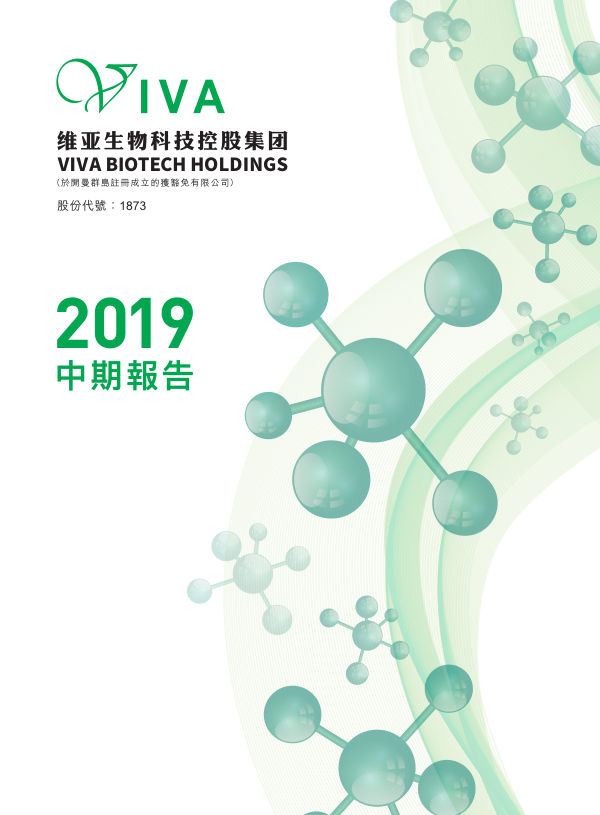 VIVA
维亚生物科技控股集团
VIVA BIOTECH HOLDINGS
(於開曼群島註冊成立的獲豁免有限公司)
股份代號：1873
2019
中期報告